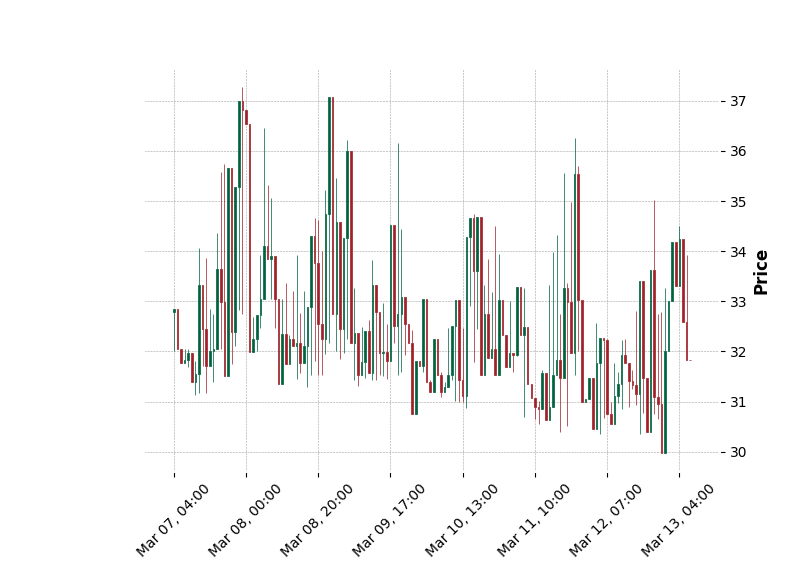 37
36
35
34
33
32
31
30
Price
Mar 07, 04:00
Mar 08, 00:00
Mar 08, 20:00
Mar 09, 17:00
Mar 10, 13:00
Mar 11, 10:00
Mar 12, 07:00
Mar 13, 04:00